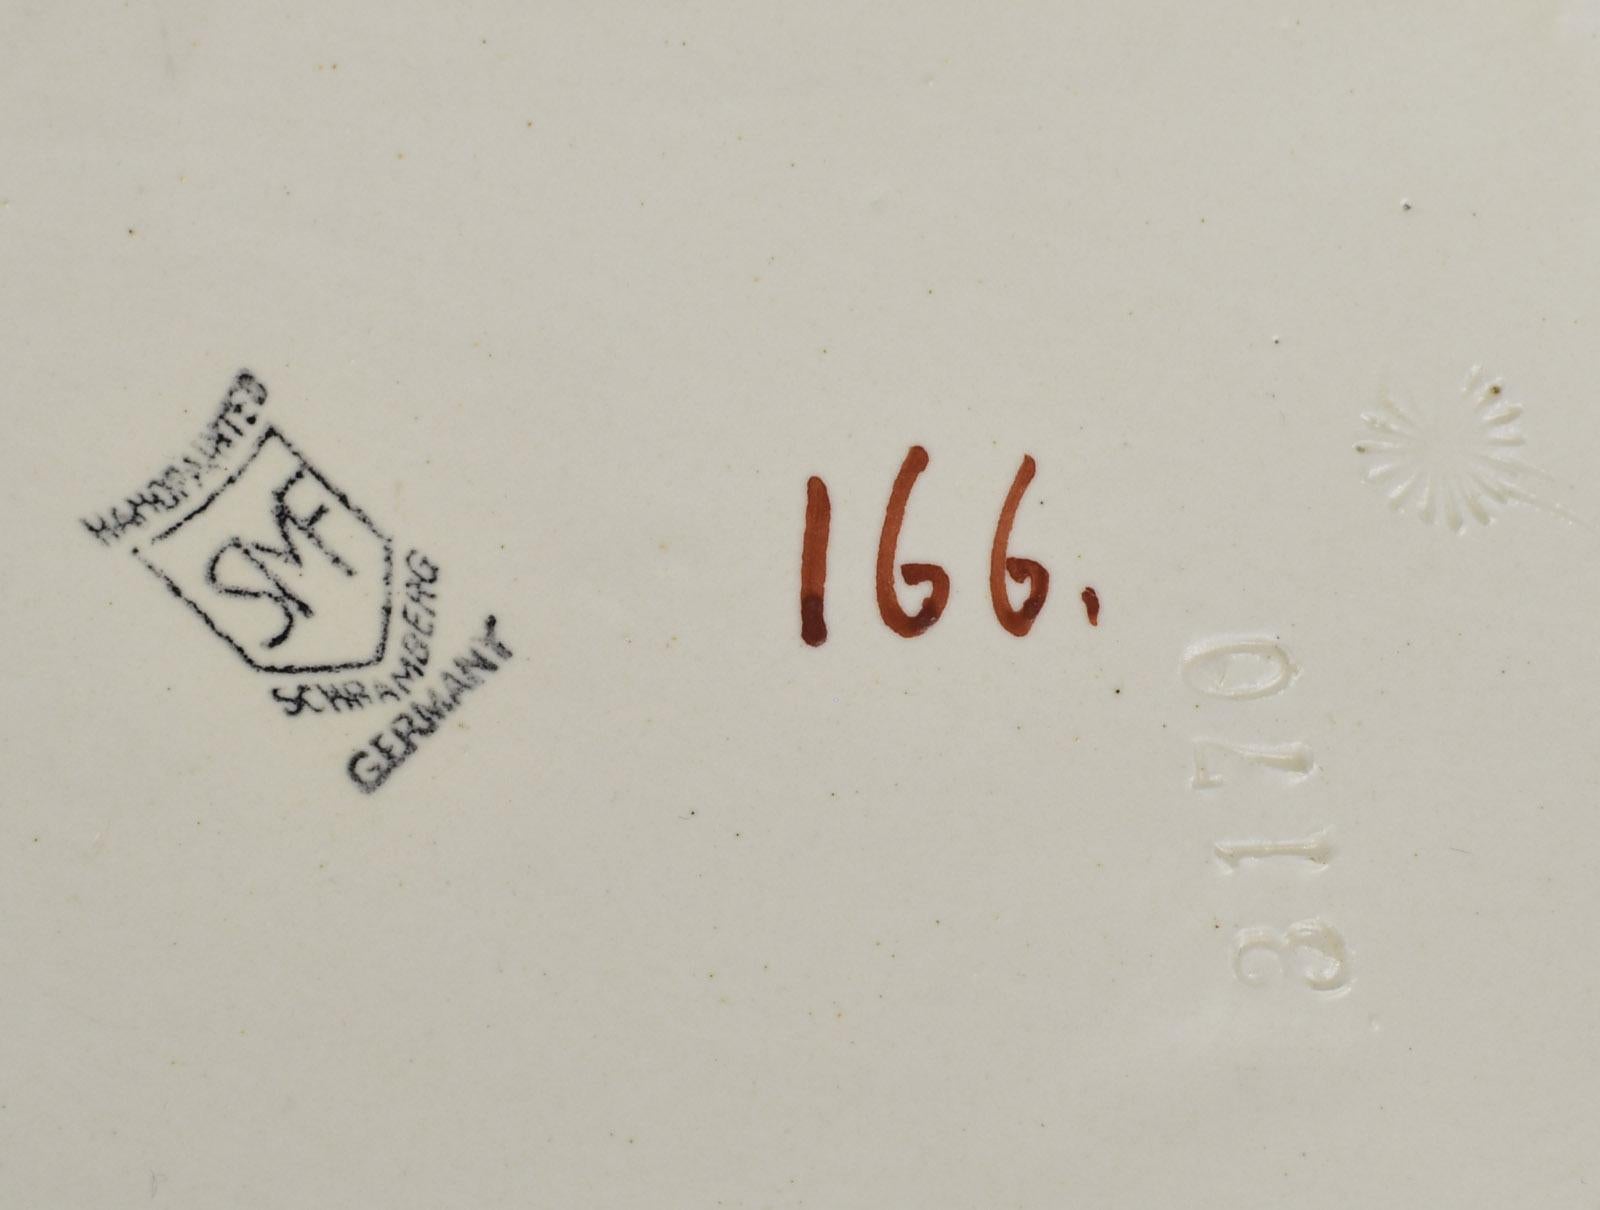 HANDPAINTED
SMF
SCHRAMBERG
GERMANY
166.
3170